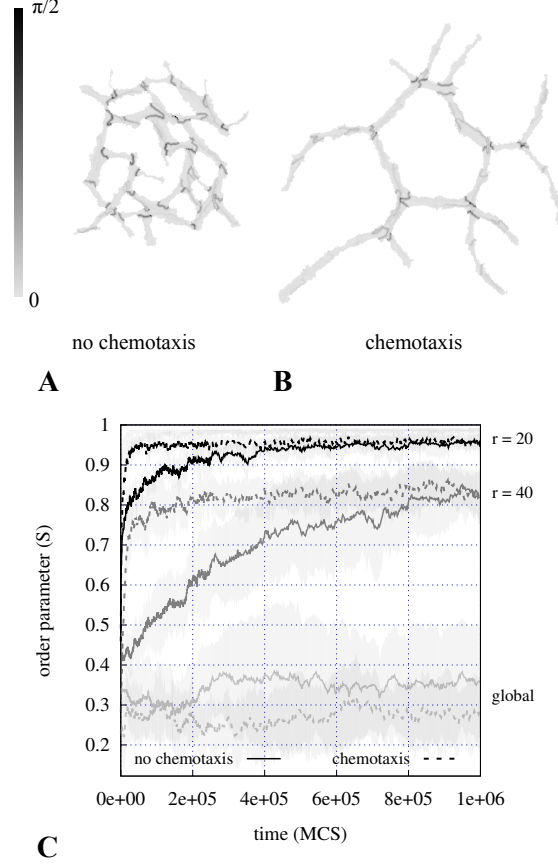 π/2
0
no chemotaxis
chemotaxis
A
B
1
0.9
0.8
0.7
0.6
0.5
0.4
0.3
0.2
order parameter (S)
r = 20
r = 40
global
no chemotaxis
chemotaxis
0e+00 2e+05 4e+05 6e+05 8e+05 1e+06
time (MCS)
C